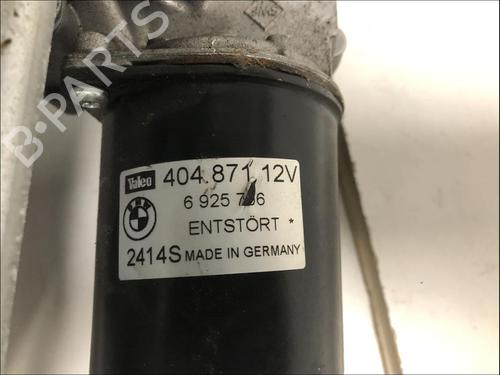 B-PARTS
Valeo 404.871 12V
6 925
ENTSTÖRT *
2414S MADE IN GERMANY